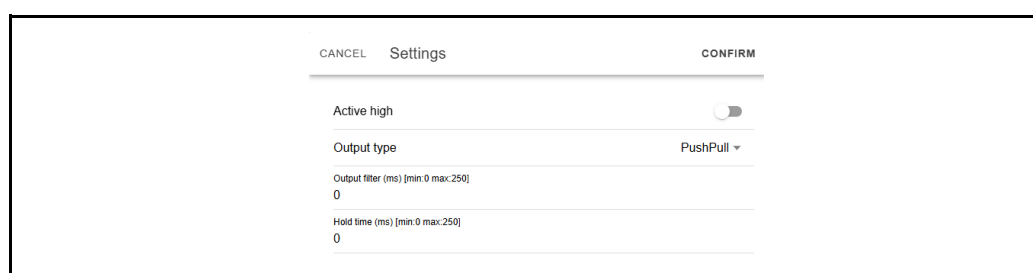 CANCEL Settings CONFIRM
Active high
Output type PushPull
Output filter (ms) [min:0 max:250]
0
Hold time (ms) [min:0 max:250]
0